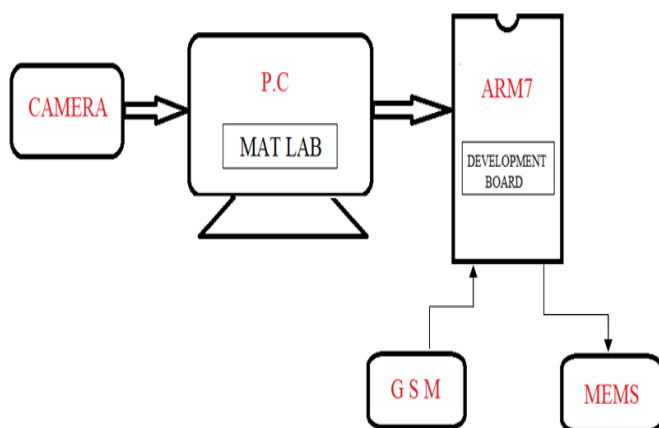 CAMERA
P.C
MAT LAB
ARM7
DEVELOPMENT
BOARD
G S M
MEMS